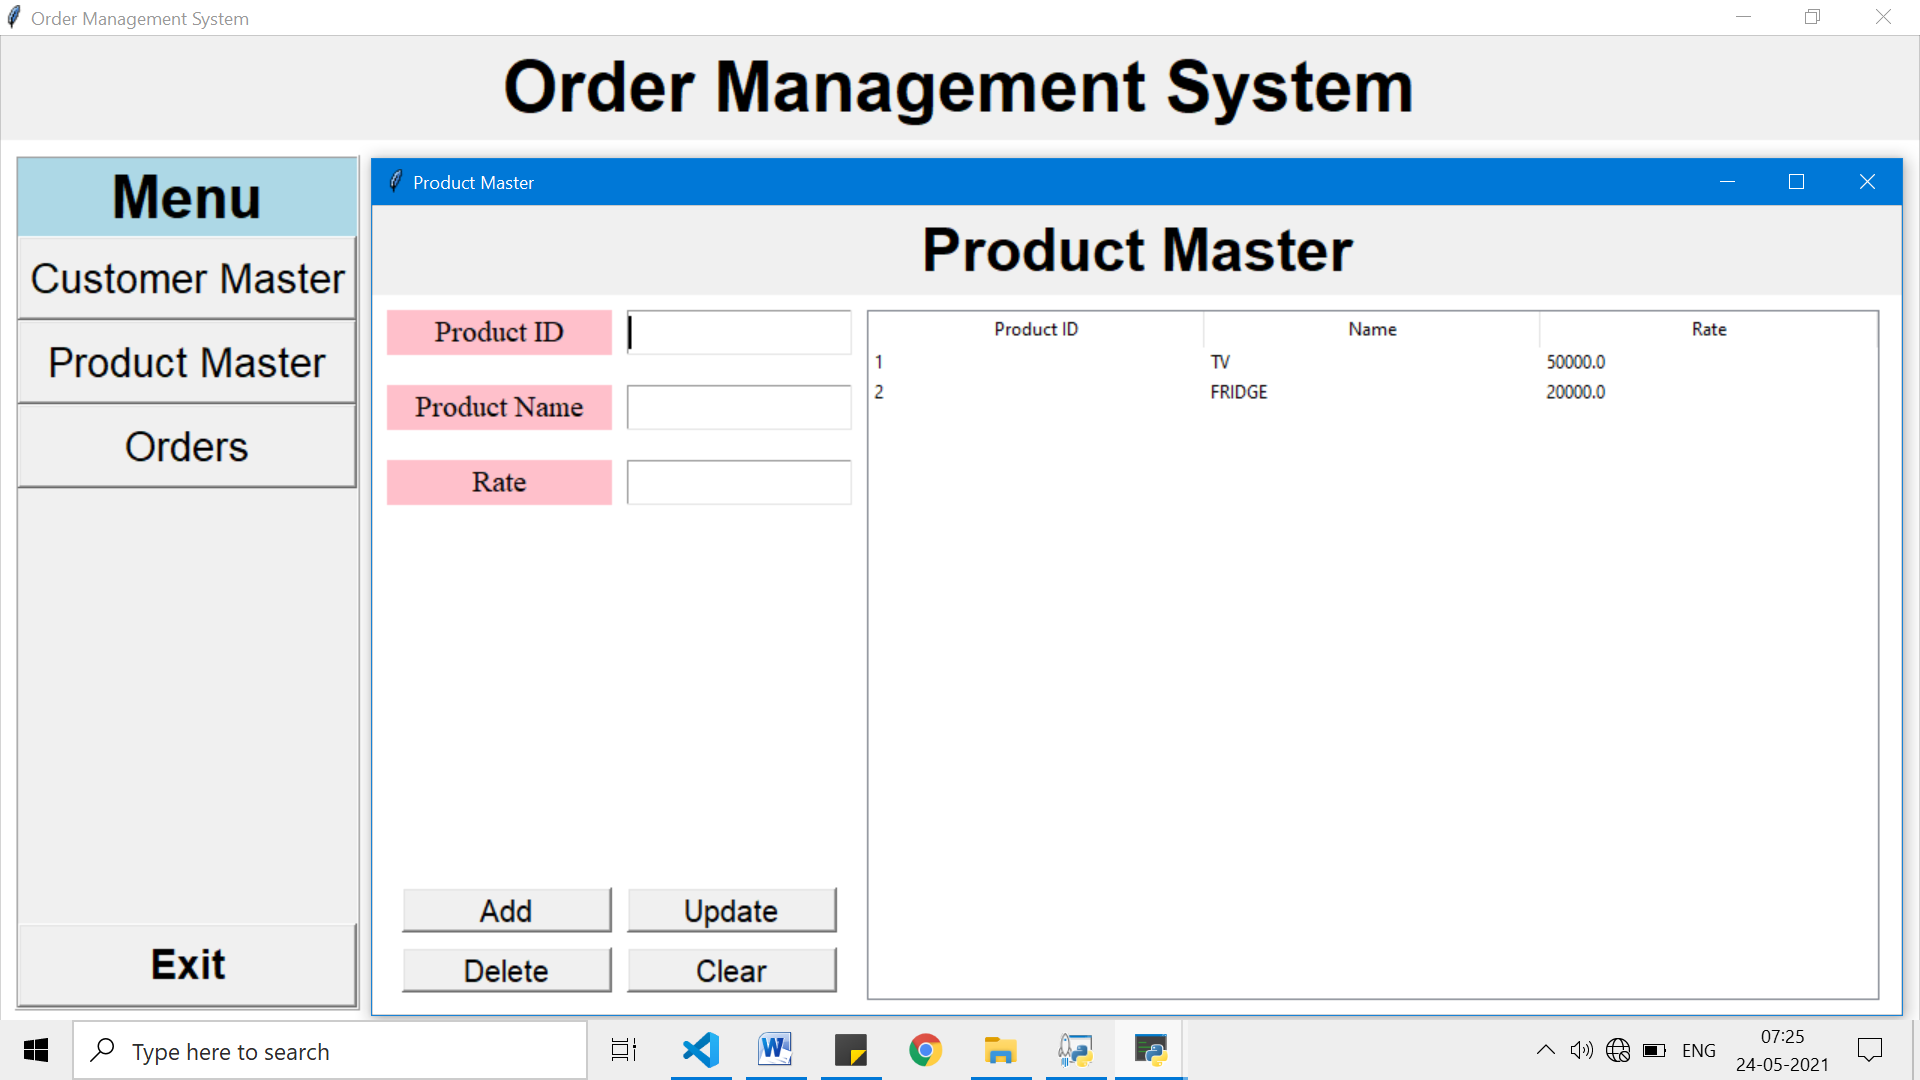 Order Management System
Order Management System
Menu
Customer Master
Product Master
Orders
Exit
Product Master
Product Master
Product ID
Product Name
Rate
Add Update
Delete Clear
Product ID Name Rate
1 TV 50000.0
2 FRIDGE 20000.0
Type here to search
ENG
07:25
24-05-2021